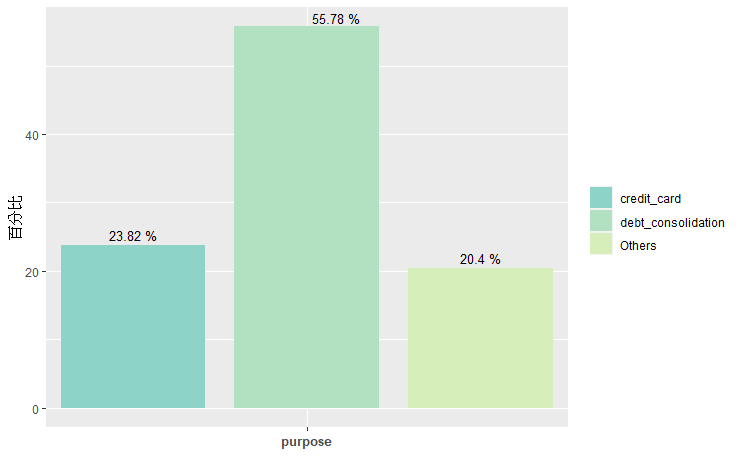 55.78 %
40
credit_card
debt_consolidation
Others
百分比
23.82 %
20.4 %
20
0
purpose